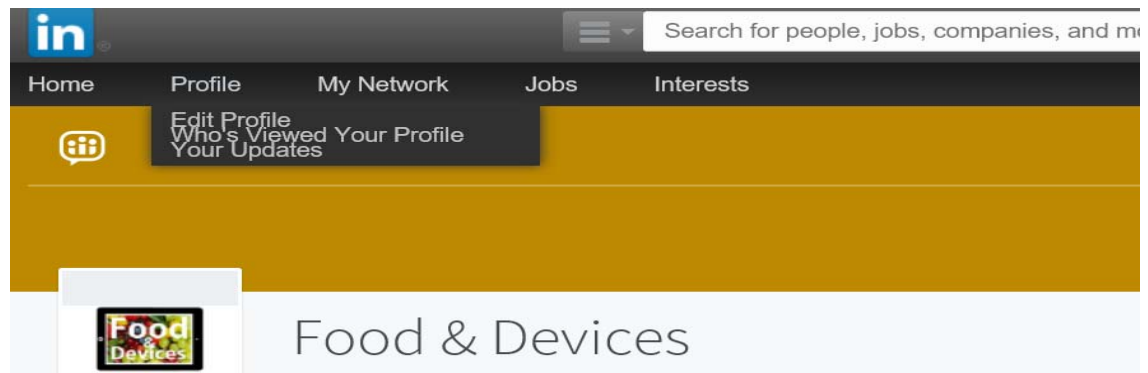 in
Search for people, jobs, companies, and m
Home Profile My Network Jobs Interests
Edit Profile
Who's Viewed Your Profile
Your Updates
Food
&
Devices
Food & Devices